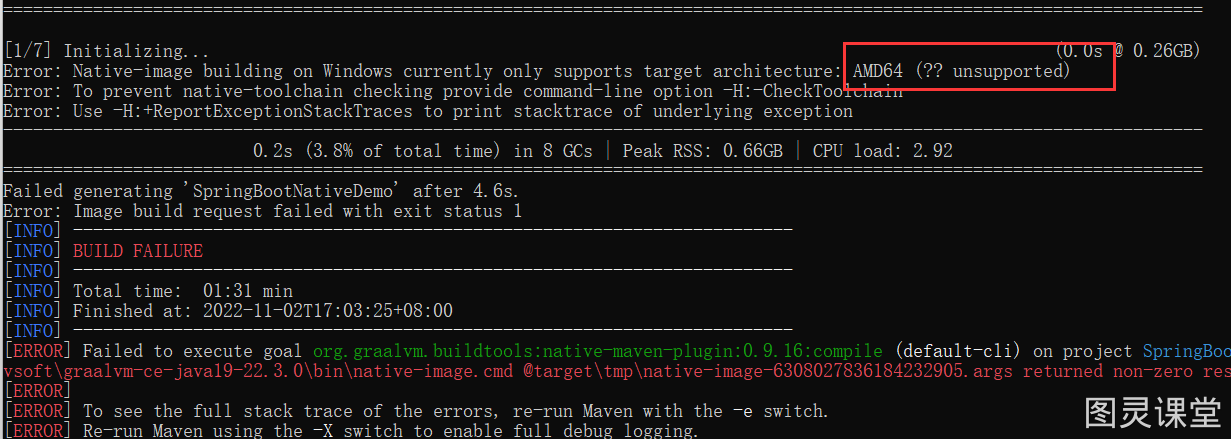 [1/7] Initializing... (0.0s @ 0.26GB)
Error: Native-image building on Windows currently only supports target architecture: AMD64 (?? unsupported)
Error: To prevent native-toolchain checking provide command-line option -H:-CheckToolchain
Error: Use -H:+ReportExceptionStackTraces to print stacktrace of underlying exception
0.2s (3.8% of total time) in 8 GCs | Peak RSS: 0.66GB | CPU load: 2.92
Failed generating 'SpringBootNativeDemo' after 4.6s.
Error: Image build request failed with exit status 1
[INFO] ------------------------------------------------------------------------
[INFO] BUILD FAILURE
[INFO] ------------------------------------------------------------------------
[INFO] Total time:  01:31 min
[INFO] Finished at: 2022-11-02T17:03:25+08:00
[INFO] ------------------------------------------------------------------------
[ERROR] Failed to execute goal org.graalvm.buildtools:native-maven-plugin:0.9.16:compile (default-cli) on project SpringBoo
vsoft\graalvm-ce-java19-22.3.0\bin\native-image.cmd @target\tmp\native-image-6308027836184232905.args returned non-zero res
[ERROR]
[ERROR] To see the full stack trace of the errors, re-run Maven with the -e switch.
[ERROR] Re-run Maven using the -X switch to enable full debug logging.
图灵课堂